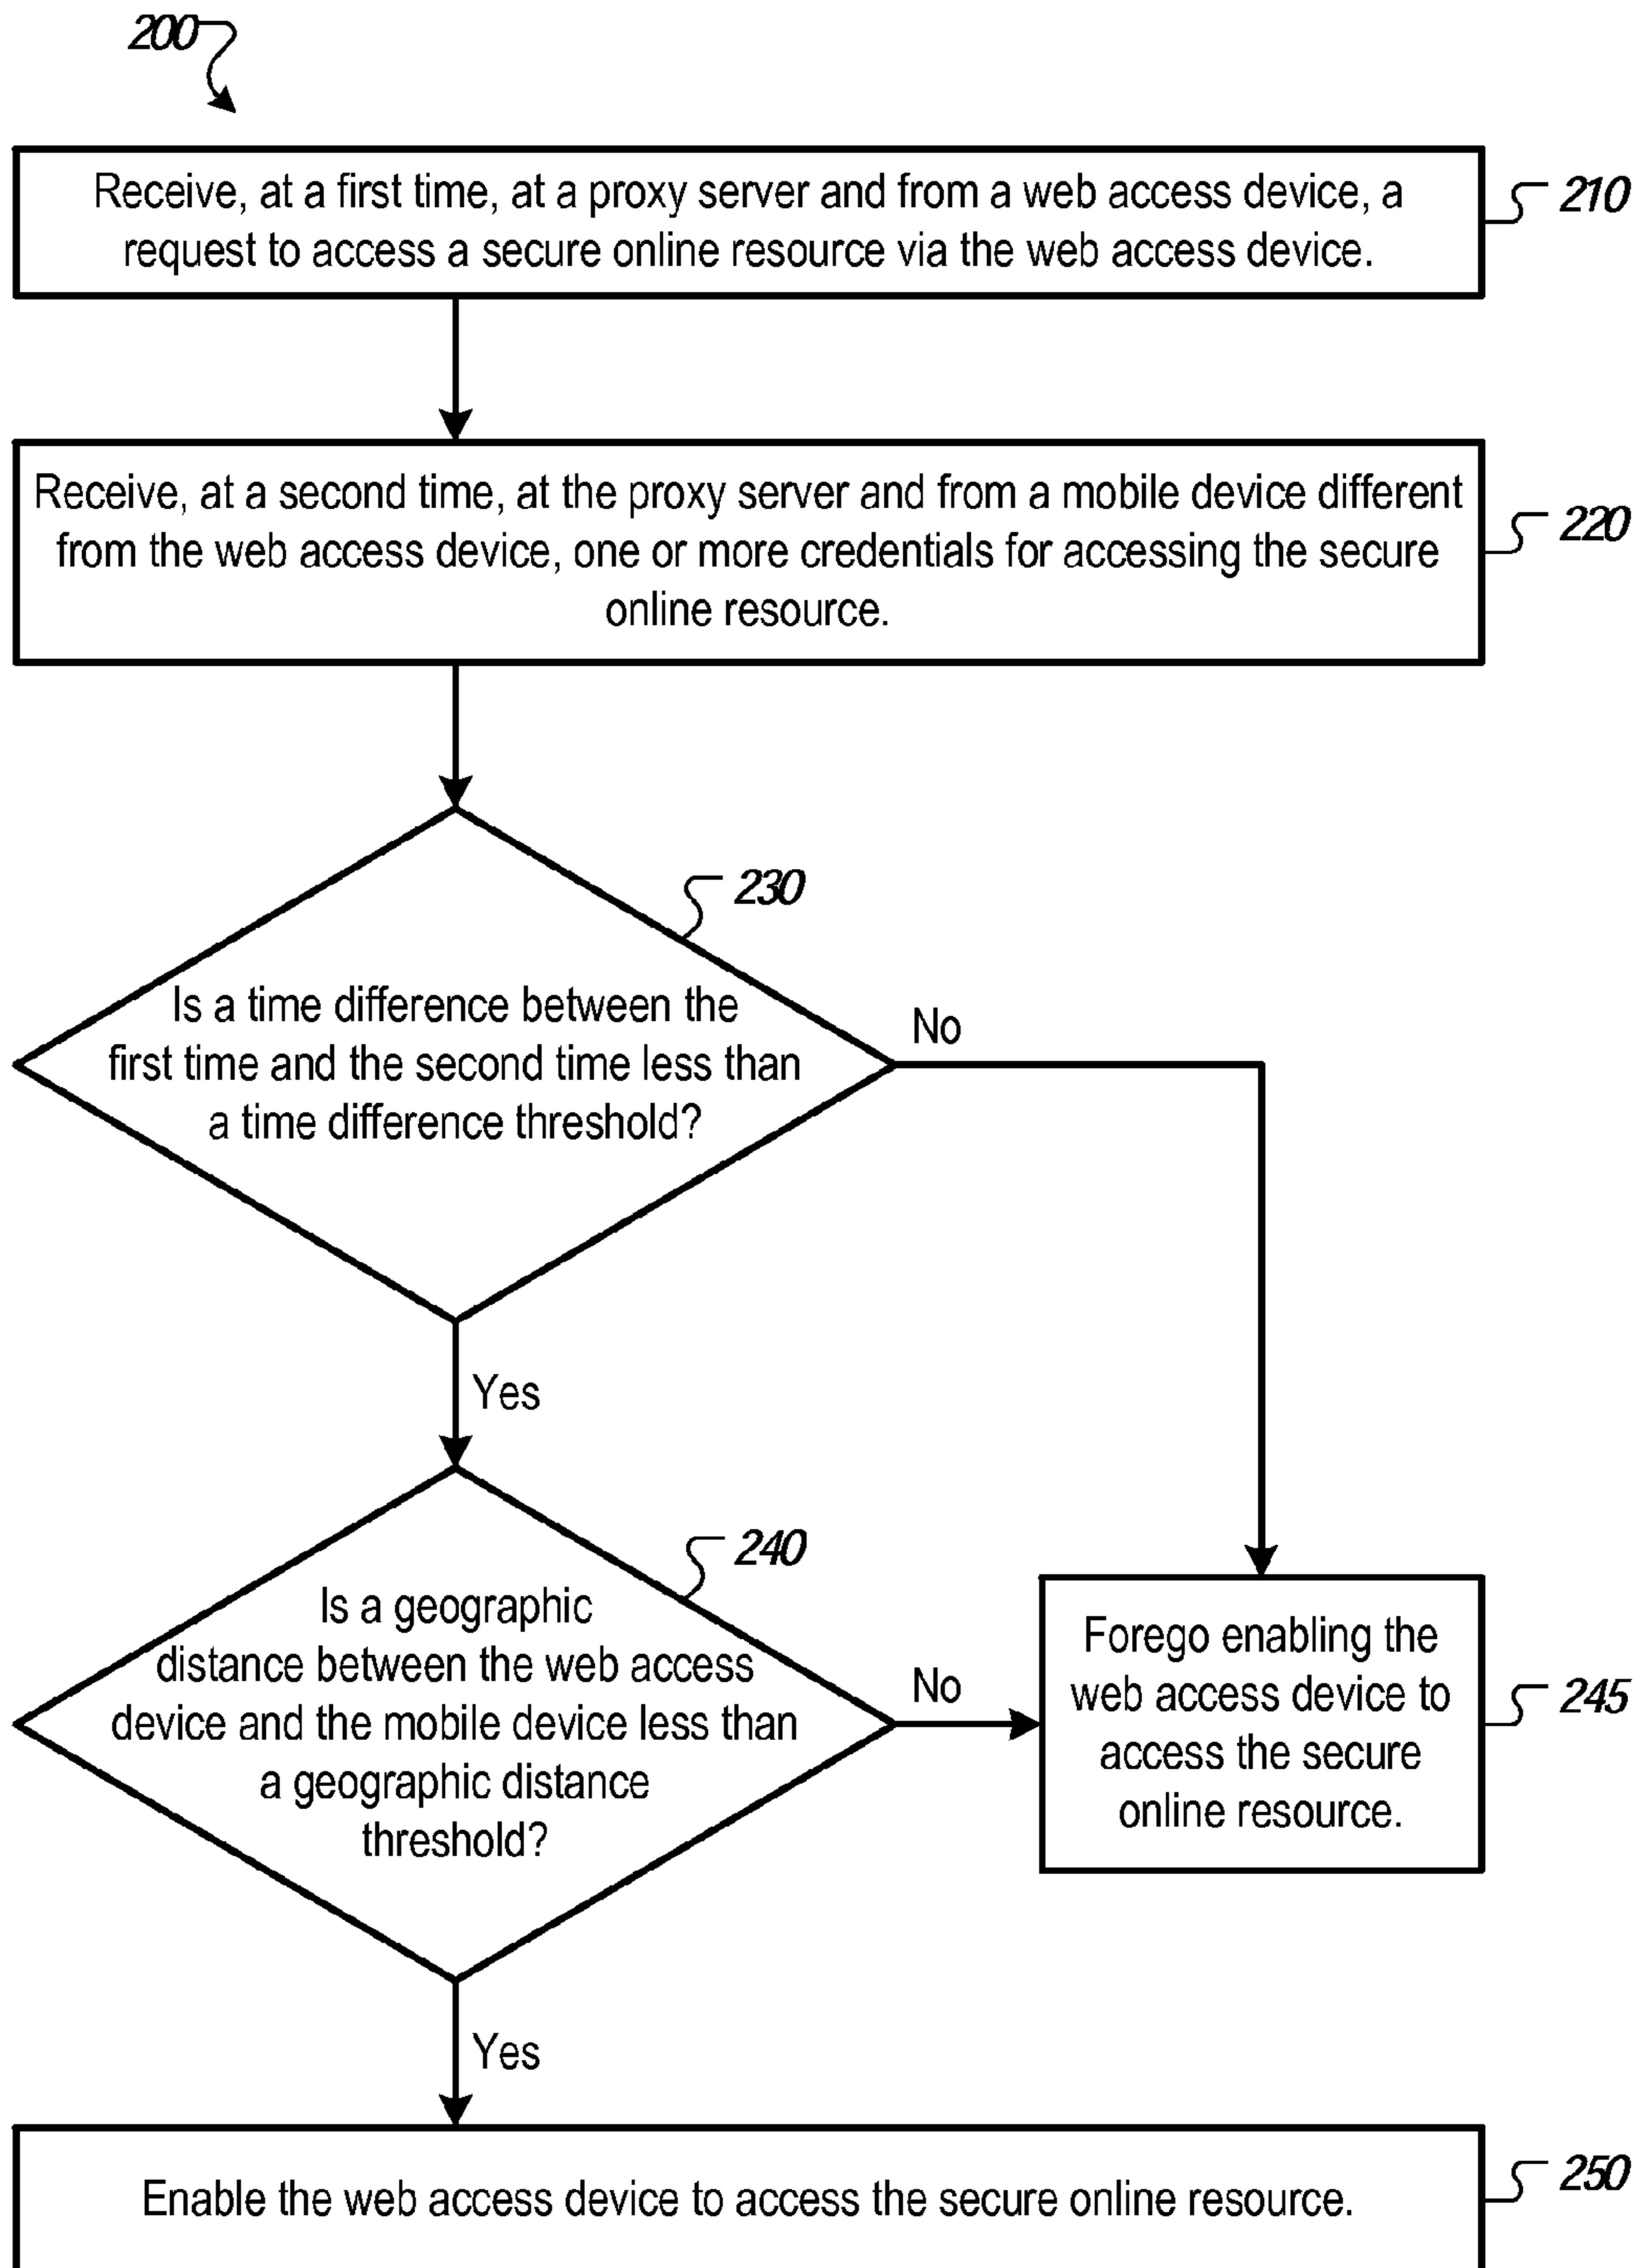 200
Receive, at a first time, at a proxy server and from a web access device, a
request to access a secure online resource via the web access device.
210
Receive, at a second time, at the proxy server and from a mobile device different
from the web access device, one or more credentials for accessing the secure
online resource.
220
230
Is a time difference between the
first time and the second time less than
a time difference threshold?
No
Yes
240
Is a geographic
distance between the web access
device and the mobile device less than
a geographic distance
threshold?
No
Forego enabling the
web access device to
access the secure
online resource.
245
Yes
Enable the web access device to access the secure online resource.
250